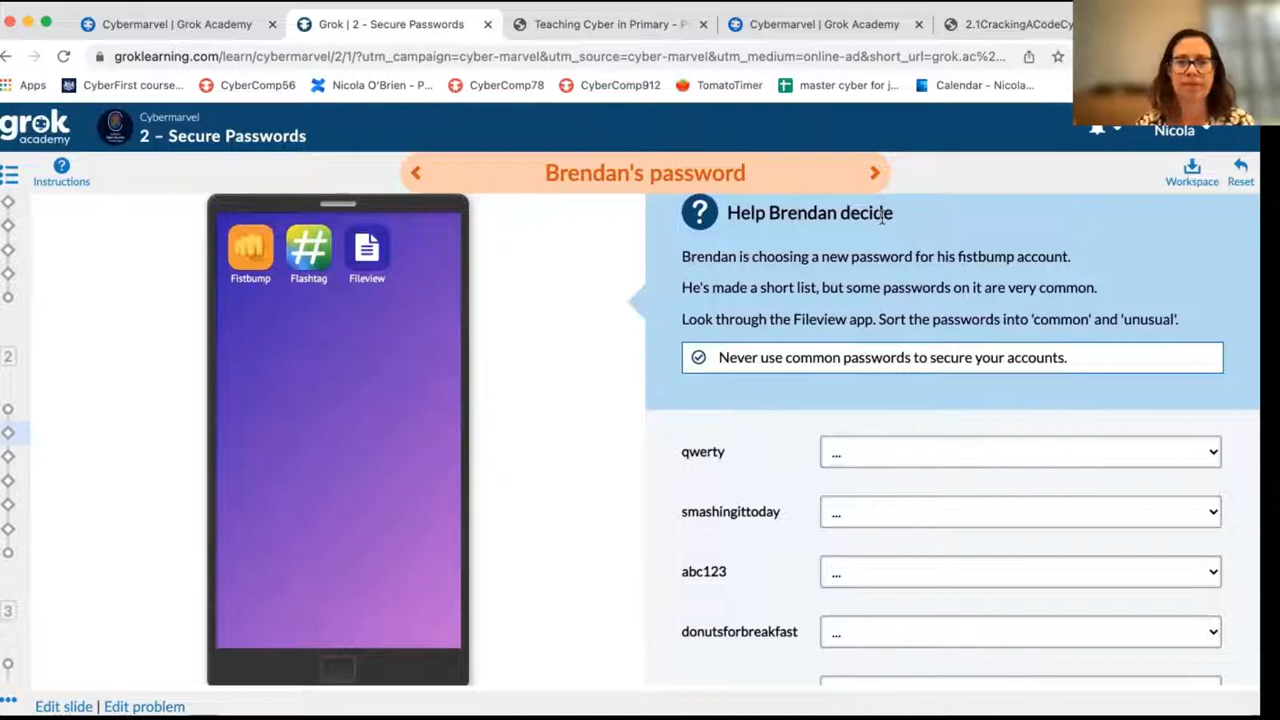 Cybermarvel | Grok Academy
Grok | 2 - Secure Passwords
Teaching Cyber in Primary - P
Cybermarvel | Grok Academy
2.1CrackingACodeCy
groklearning.com/learn/cybermarvel/2/1/?utm_campaign=cyber-marvel&utm_source=cyber-marvel&utm_medium=online-ad&short_url=grok.ac%2...
Apps
CyberFirst course...
CyberComp56
Nicola O'Brien - P...
CyberComp78
CyberComp912
TomatoTimer
master cyber for j...
Calendar - Nicola...
grok
academy
Cybermarvel
2 – Secure Passwords
Nicola
Instructions
Brendan's password
Workspace
Reset
Fistbump
Flashtag
Fileview
2
3
? Help Brendan decide
Brendan is choosing a new password for his fistbump account.
He's made a short list, but some passwords on it are very common.
Look through the Fileview app. Sort the passwords into 'common' and 'unusual'.
Never use common passwords to secure your accounts.
qwerty ...
smashingittoday ...
abc123 ...
donutsforbreakfast ...
Edit slide | Edit problem